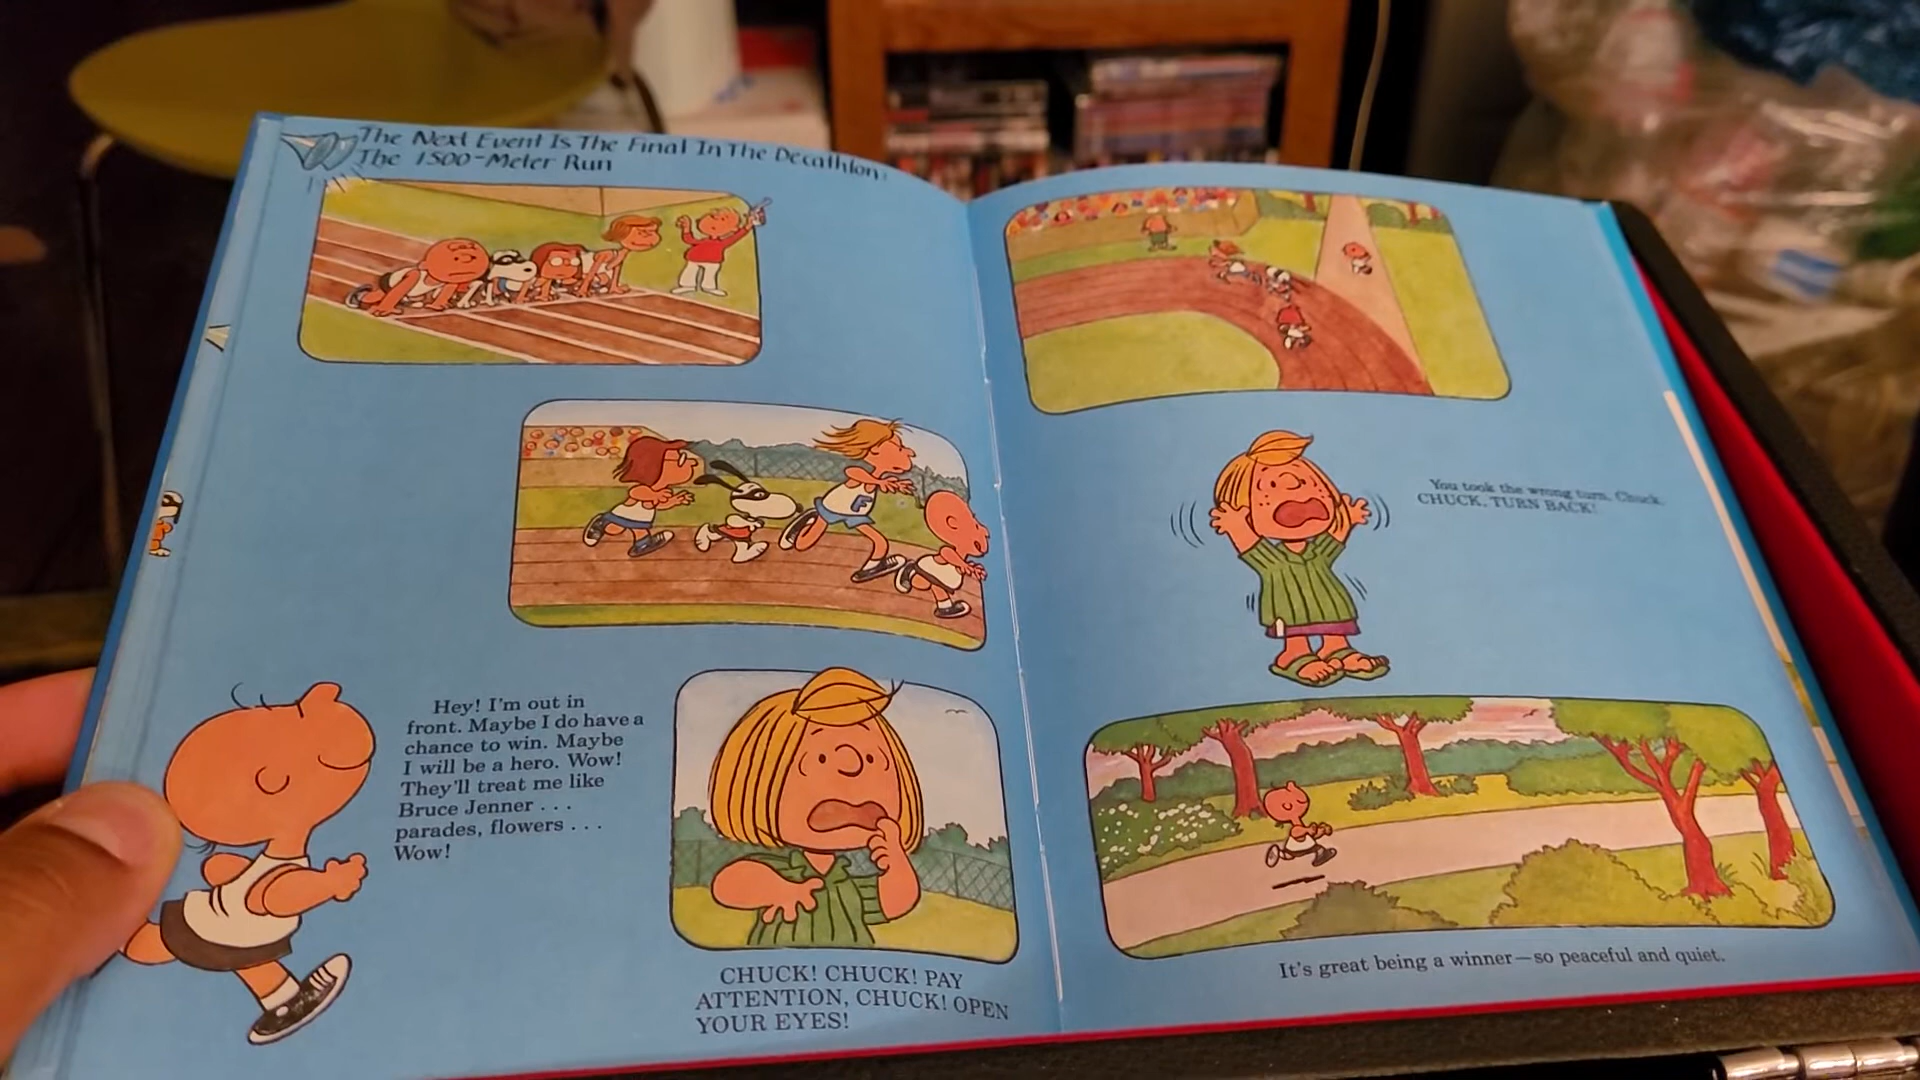 The Next Event Is The Final In The Decathlon:
The 1500-Meter Run
F
Hey! I'm out in
front. Maybe I do have a
chance to win. Maybe
I will be a hero. Wow!
They'll treat me like
Bruce Jenner . . .
parades, flowers . . .
Wow!
CHUCK! CHUCK! PAY
ATTENTION, CHUCK! OPEN
YOUR EYES!
You took the wrong turn, Chuck.
CHUCK, TURN BACK!
It's great being a winner—so peaceful and quiet.